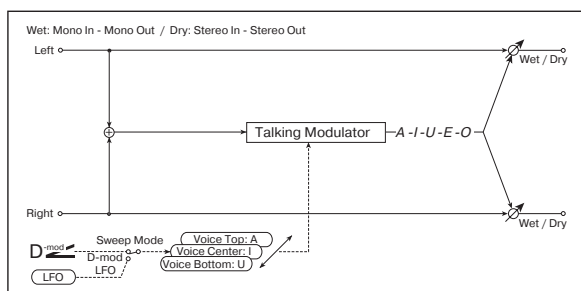 Wet: Mono In - Mono Out / Dry: Stereo In - Stereo Out
Left
Wet / Dry
Talking Modulator
A-I-U-E-O
Right
Wet / Dry
Sweep Mode
D-mod
D-mod
LFO
LFO
Voice Top: A
Voice Center: I
Voice Bottom: U